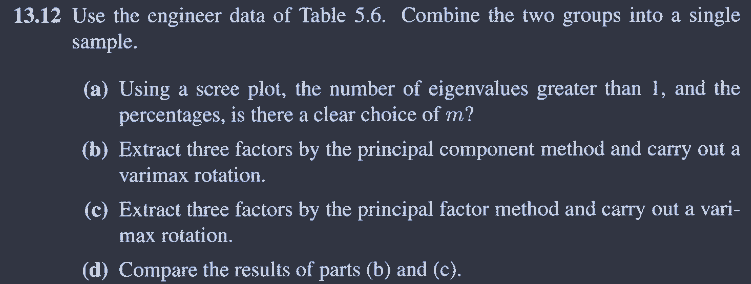 13.12 Use the engineer data of Table 5.6. Combine the two groups into a single
sample.
(a) Using a scree plot, the number of eigenvalues greater than 1, and the
percentages, is there a clear choice of m?
(b) Extract three factors by the principal component method and carry out a
varimax rotation.
(c) Extract three factors by the principal factor method and carry out a vari-
max rotation.
(d) Compare the results of parts (b) and (c).